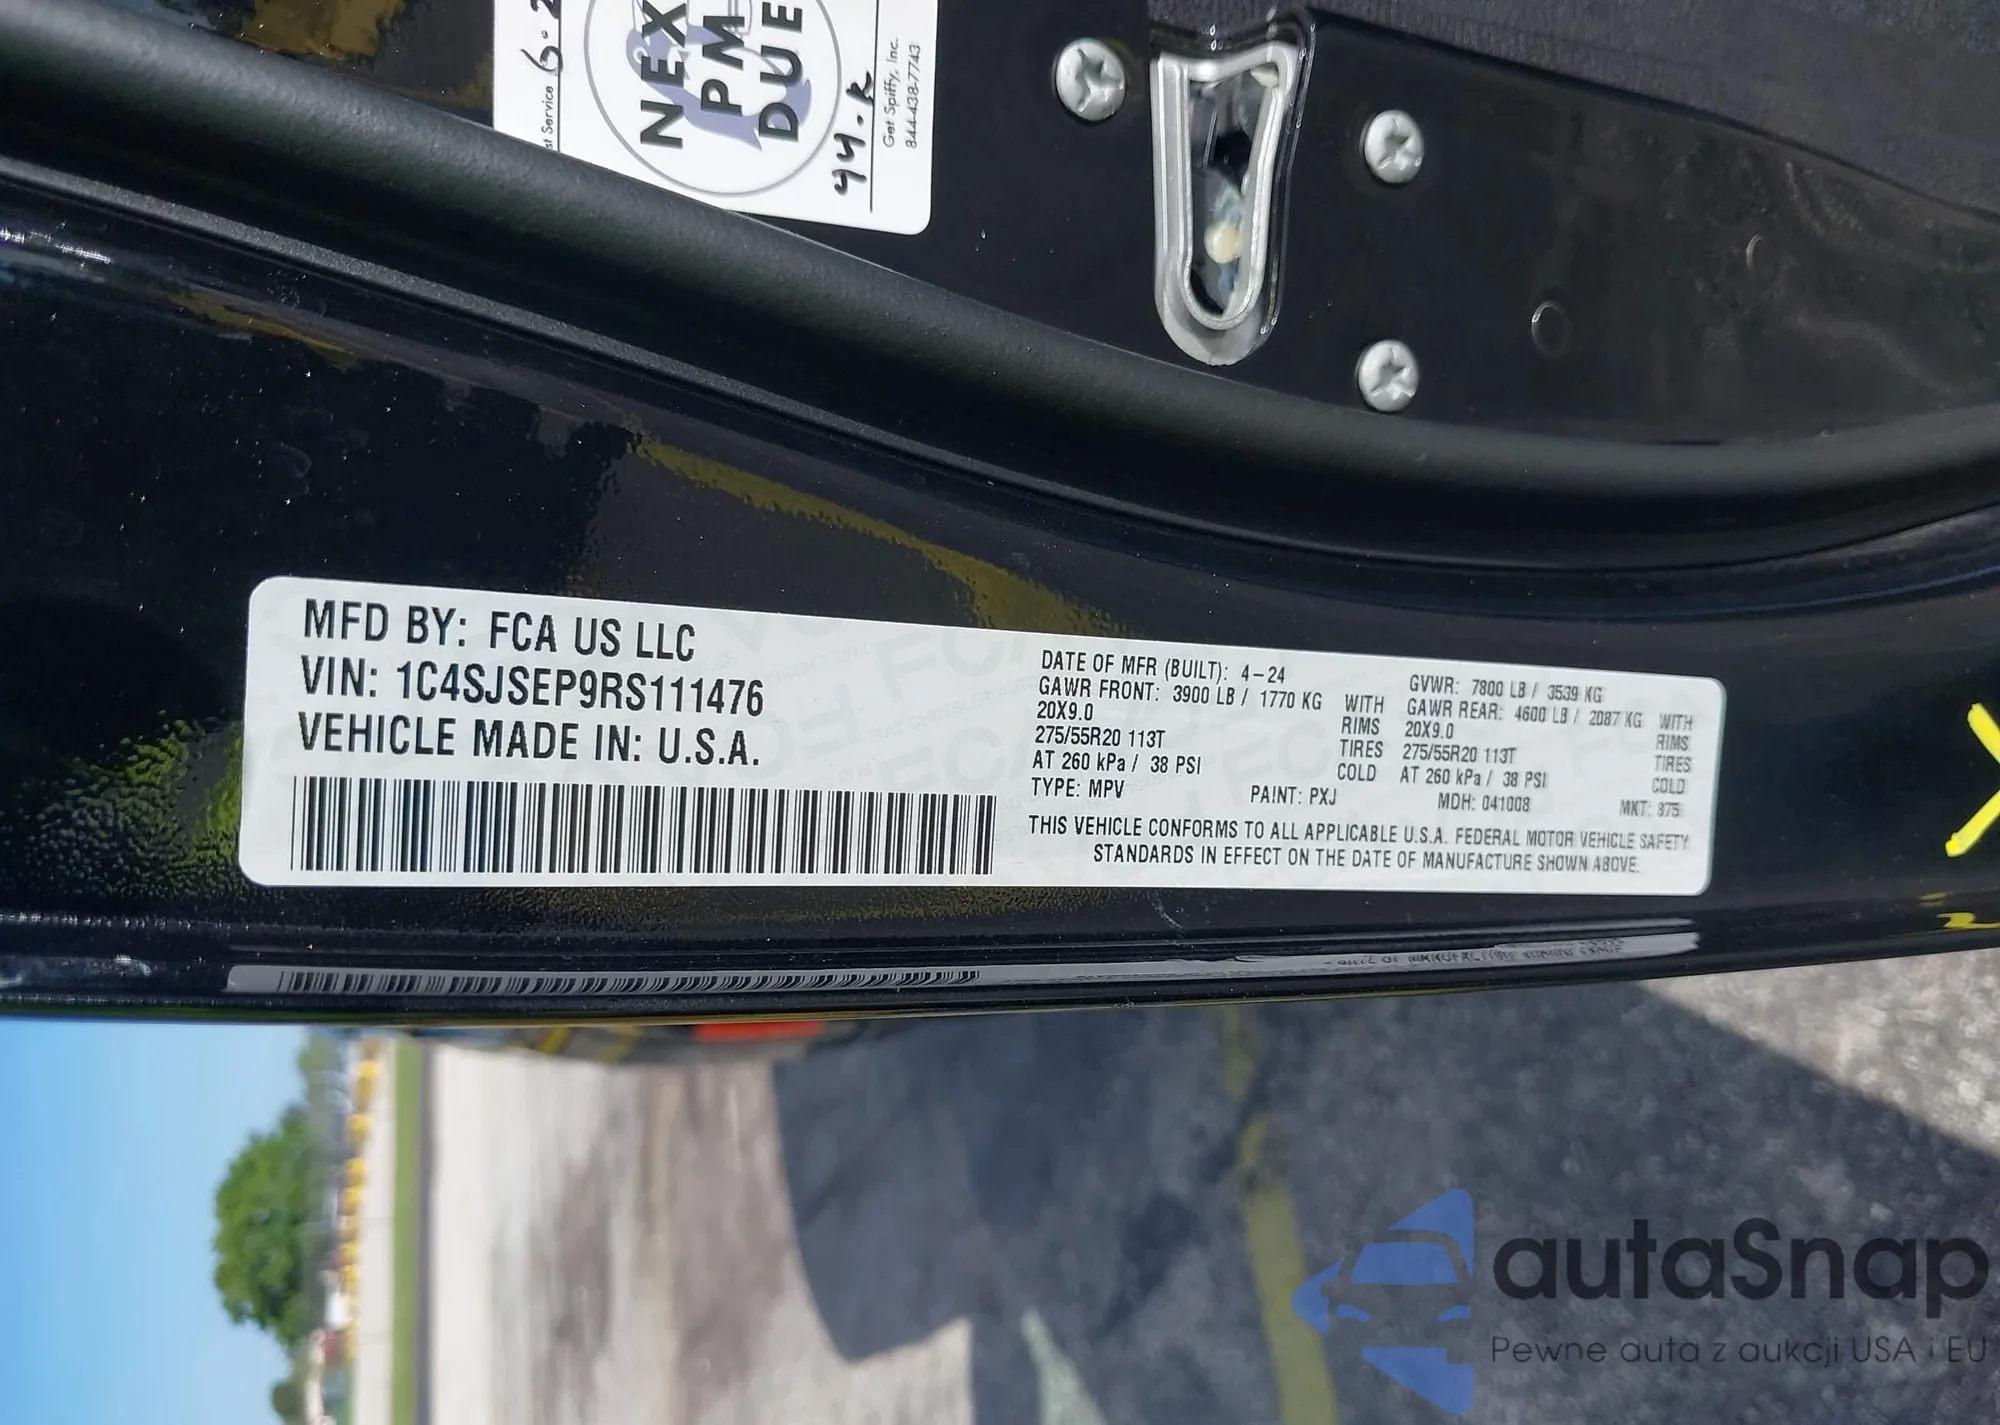 NEX
PM
DUE
Get Spiffy, Inc.
844-438-7743
MFD BY: FCA US LLC
VIN: 1C4SJSEP9RS111476
VEHICLE MADE IN: U.S.A.
DATE OF MFR (BUILT): 4-24
GVWR: 7800 LB / 3539 KG
GAWR FRONT: 3900 LB / 1770 KG WITH
20X9.0 RIMS
275/55R20 113T TIRES
AT 260 kPa / 38 PSI COLD
GAWR REAR: 4600 LB / 2087 KG WITH
20X9.0 RIMS
275/55R20 113T TIRES
AT 260 kPa / 38 PSI COLD
TYPE: MPV PAINT: PXJ MDH: 041008 MKT: 875
THIS VEHICLE CONFORMS TO ALL APPLICABLE U.S.A. FEDERAL MOTOR VEHICLE SAFETY
STANDARDS IN EFFECT ON THE DATE OF MANUFACTURE SHOWN ABOVE.
autaSnap
Pewne auta z aukcji USA i EU